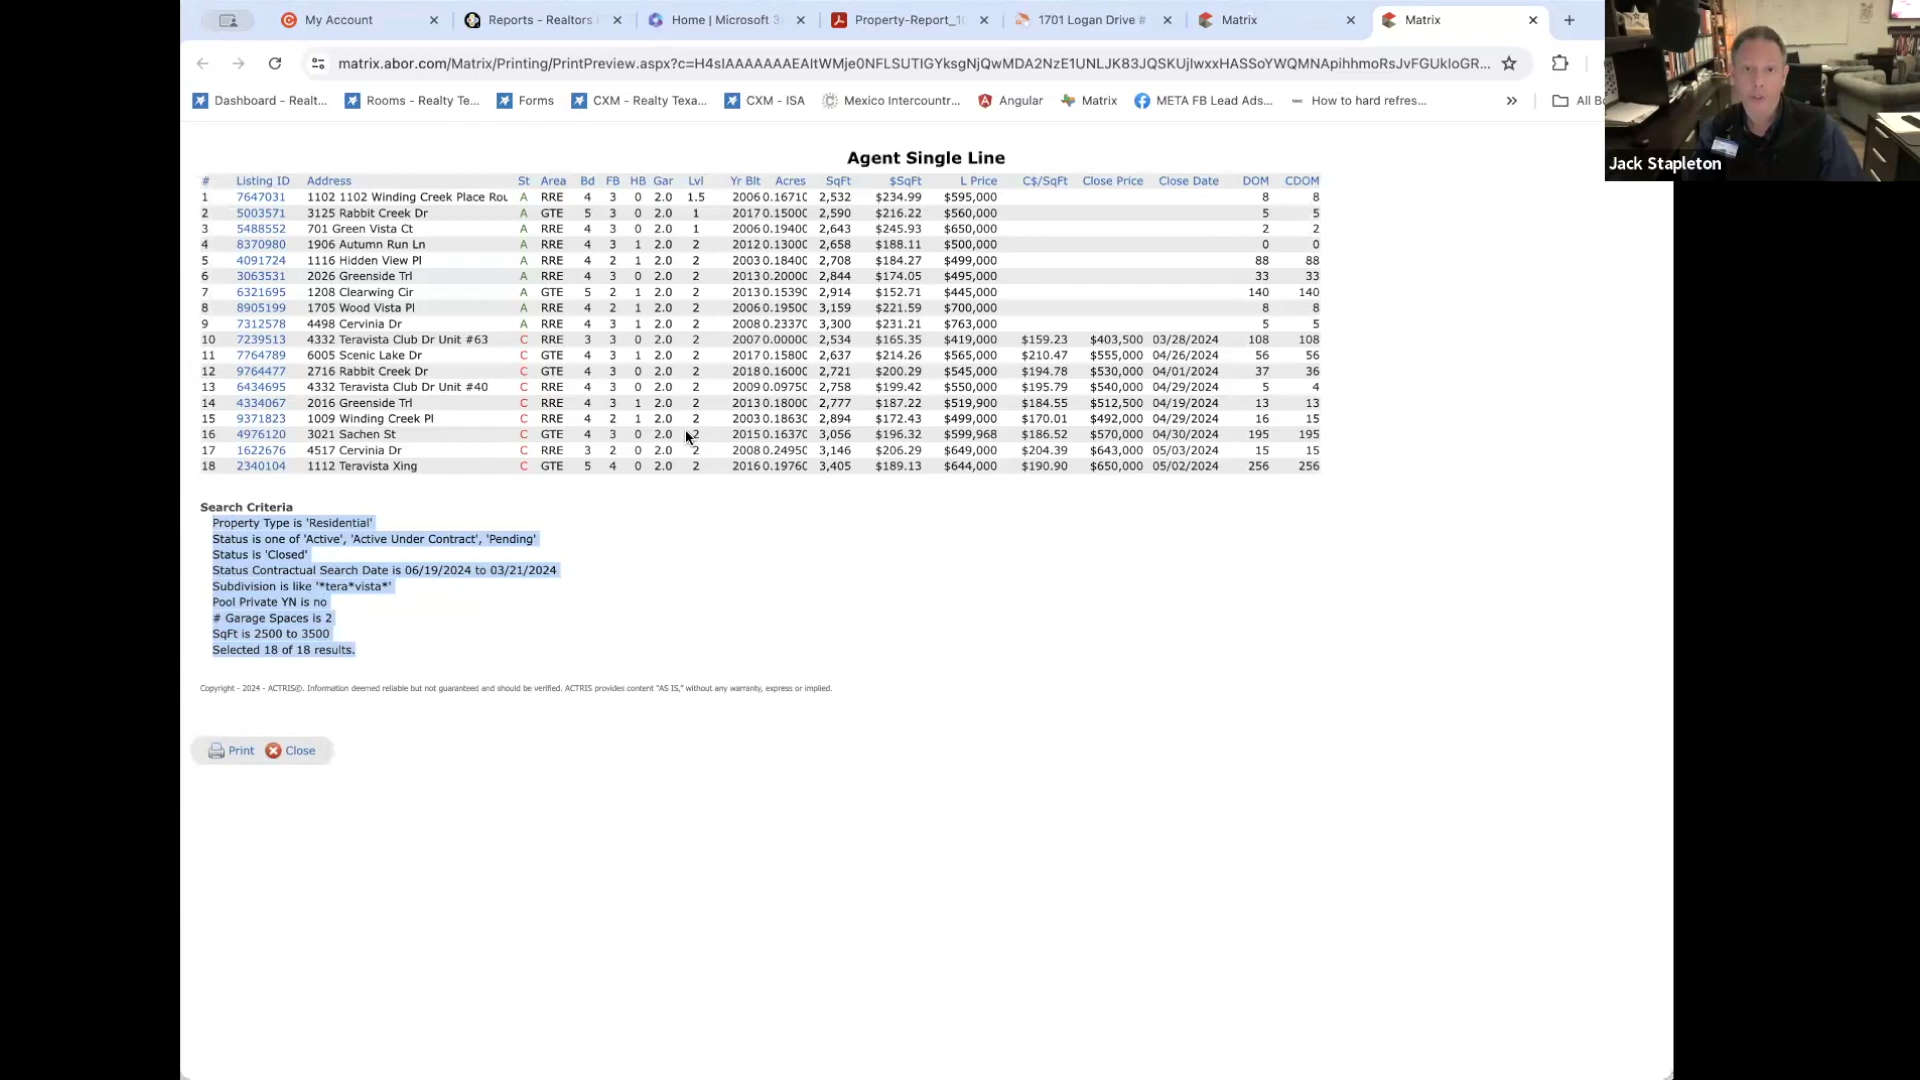 My Account
Reports - Realtors
Home | Microsoft 3
Property-Report_1
1701 Logan Drive #
Matrix
Matrix
matrix.abor.com/Matrix/Printing/PrintPreview.aspx?c=
Dashboard - Realt...
Rooms - Realty Te...
Forms
CXM - Realty Texa...
CXM - ISA
Mexico Intercountr...
Angular
Matrix
META FB Lead Ads...
How to hard refres...
All Bo
Jack Stapleton
Agent Single Line
# Listing ID Address St Area Bd FB HB Gar Lvl Yr Blt Acres SqFt $SqFt L Price C$/SqFt Close Price Close Date DOM CDOM
1 7647031 1102 1102 Winding Creek Place Rou A RRE 4 3 0 2.0 1.5 2006 0.1671 2,532 $234.99 $595,000 8 8
2 5003571 3125 Rabbit Creek Dr A GTE 5 3 0 2.0 1 2017 0.1500 2,590 $216.22 $560,000 5 5
3 5488552 701 Green Vista Ct A RRE 4 3 0 2.0 1 2006 0.1940 2,643 $245.93 $650,000 2 2
4 8370980 1906 Autumn Run Ln A RRE 4 3 1 2.0 2 2012 0.1300 2,658 $188.11 $500,000 0 0
5 4091724 1116 Hidden View Pl A RRE 4 2 1 2.0 2 2003 0.1840 2,708 $184.27 $499,000 88 88
6 3063531 2026 Greenside Trl A RRE 4 3 0 2.0 2 2013 0.2000 2,844 $174.05 $495,000 33 33
7 6321695 1208 Clearwing Cir A GTE 5 2 1 2.0 2 2013 0.1539 2,914 $152.71 $445,000 140 140
8 8905199 1705 Wood Vista Pl A RRE 4 2 1 2.0 2 2006 0.1950 3,159 $221.59 $700,000 8 8
9 7312578 4498 Cervinia Dr A RRE 4 3 1 2.0 2 2008 0.2337 3,300 $231.21 $763,000 5 5
10 7239513 4332 Teravista Club Dr Unit #63 C RRE 3 3 0 2.0 2 2007 0.0000 2,534 $165.35 $419,000 $159.23 $403,500 03/28/2024 108 108
11 7764789 6005 Scenic Lake Dr C GTE 4 3 1 2.0 2 2017 0.1580 2,637 $214.26 $565,000 $210.47 $555,000 04/26/2024 56 56
12 9764477 2716 Rabbit Creek Dr C GTE 4 3 0 2.0 2 2018 0.1600 2,721 $200.29 $545,000 $194.78 $530,000 04/01/2024 37 36
13 6434695 4332 Teravista Club Dr Unit #40 C RRE 4 3 0 2.0 2 2009 0.0975 2,758 $199.42 $550,000 $195.79 $540,000 04/29/2024 5 4
14 4334067 2016 Greenside Trl C RRE 4 3 1 2.0 2 2013 0.1800 2,777 $187.22 $519,900 $184.55 $512,500 04/19/2024 13 13
15 9371823 1009 Winding Creek Pl C RRE 4 2 1 2.0 2 2003 0.1863 2,894 $172.43 $499,000 $170.01 $492,000 04/29/2024 16 15
16 4976120 3021 Sachen St C GTE 4 3 0 2.0 2 2015 0.1637 3,056 $196.32 $599,968 $186.52 $570,000 04/30/2024 195 195
17 1622676 4517 Cervinia Dr C RRE 3 2 0 2.0 2 2008 0.2495 3,146 $206.29 $649,000 $204.39 $643,000 05/03/2024 15 15
18 2340104 1112 Teravista Xing C GTE 5 4 0 2.0 2 2016 0.1976 3,405 $189.13 $644,000 $190.90 $650,000 05/02/2024 256 256
Search Criteria
Property Type is 'Residential'
Status is one of 'Active', 'Active Under Contract', 'Pending'
Status is 'Closed'
Status Contractual Search Date is 06/19/2024 to 03/21/2024
Subdivision is like '*tera*vista*'
Pool Private YN is no
# Garage Spaces is 2
SqFt is 2500 to 3500
Selected 18 of 18 results.
Copyright - 2024 - ACTRIS©. Information deemed reliable but not guaranteed and should be verified. ACTRIS provides content "AS IS," without any warranty, express or implied.
Print Close